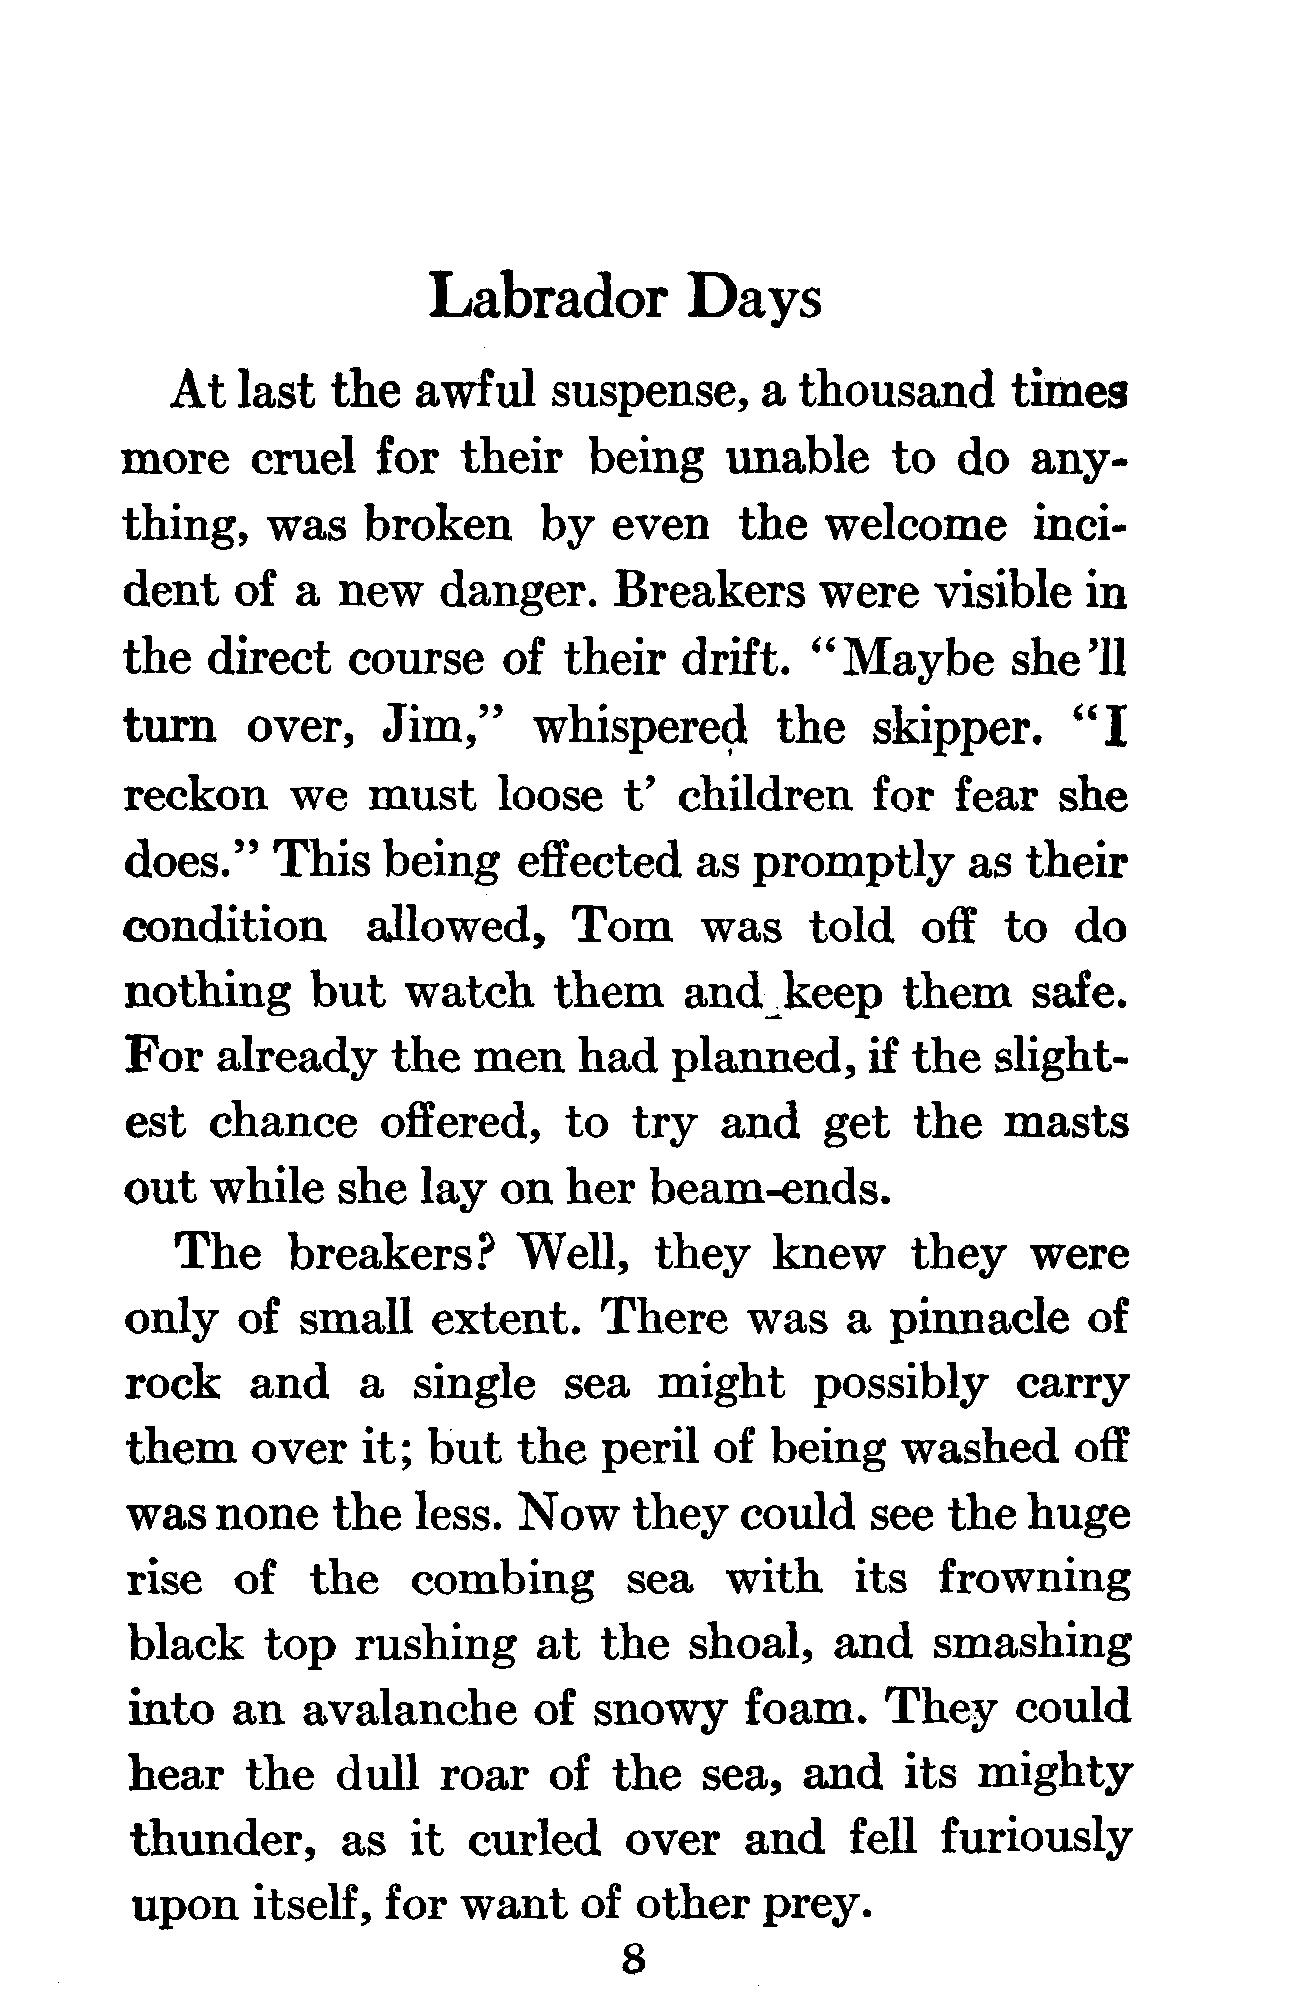 Labrador Days
At last the awful suspense, a thousand times
more cruel for their being unable to do any-
thing, was broken by even the welcome inci-
dent of a new danger. Breakers were visible in
the direct course of their drift. “Maybe she’ll
turn over, Jim,” whispered the skipper. “I
reckon we must loose t’ children for fear she
does.” This being effected as promptly as their
condition allowed, Tom was told off to do
nothing but watch them and keep them safe.
For already the men had planned, if the slight-
est chance offered, to try and get the masts
out while she lay on her beam-ends.
The breakers? Well, they knew they were
only of small extent. There was a pinnacle of
rock and a single sea might possibly carry
them over it; but the peril of being washed off
was none the less. Now they could see the huge
rise of the combing sea with its frowning
black top rushing at the shoal, and smashing
into an avalanche of snowy foam. They could
hear the dull roar of the sea, and its mighty
thunder, as it curled over and fell furiously
upon itself, for want of other prey.
8